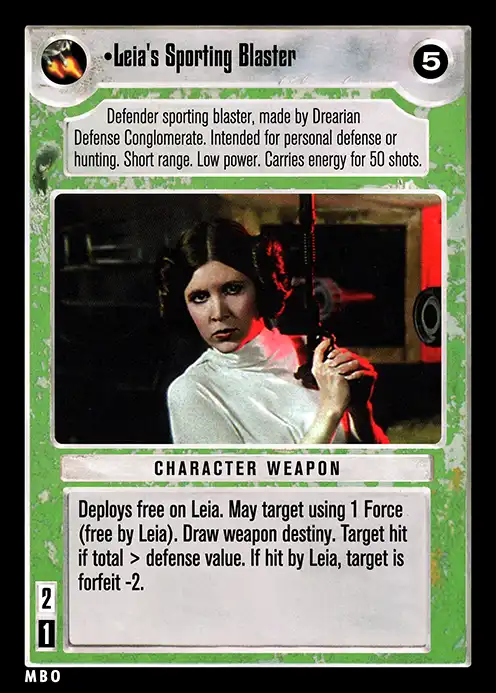 •Leia's Sporting Blaster
5
Defender sporting blaster, made by Drearian
Defense Conglomerate. Intended for personal defense or
hunting. Short range. Low power. Carries energy for 50 shots.
CHARACTER WEAPON
Deploys free on Leia. May target using 1 Force
(free by Leia). Draw weapon destiny. Target hit
if total > defense value. If hit by Leia, target is
forfeit -2.
2
1
MBO